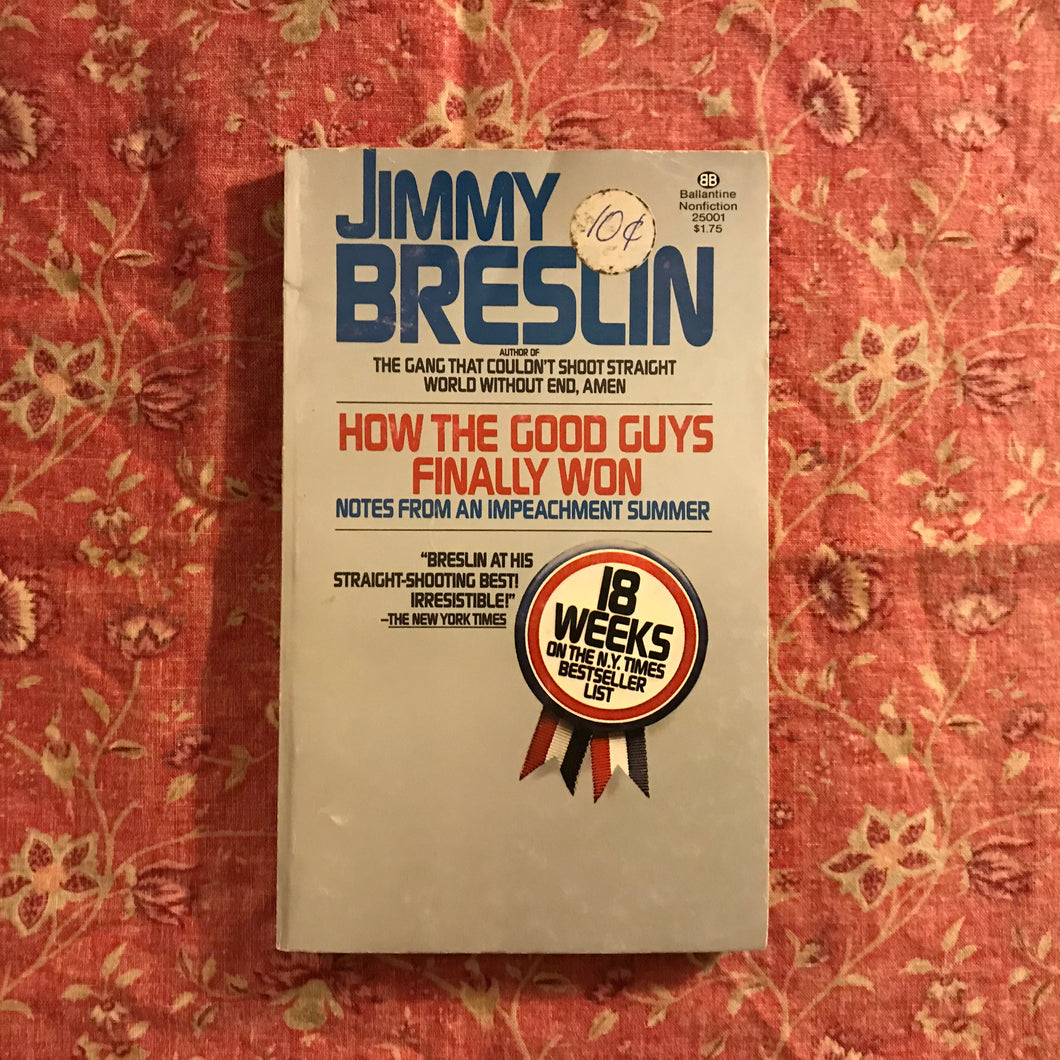 JIMMY
BRESLIN
10¢
BB
Ballantine
Nonfiction
25001
$1.75
AUTHOR OF
THE GANG THAT COULDN'T SHOOT STRAIGHT
WORLD WITHOUT END, AMEN
HOW THE GOOD GUYS
FINALLY WON
NOTES FROM AN IMPEACHMENT SUMMER
"BRESLIN AT HIS
STRAIGHT-SHOOTING BEST!
IRRESISTIBLE!"
–THE NEW YORK TIMES
18
WEEKS
ON THE N.Y. TIMES
BESTSELLER
LIST